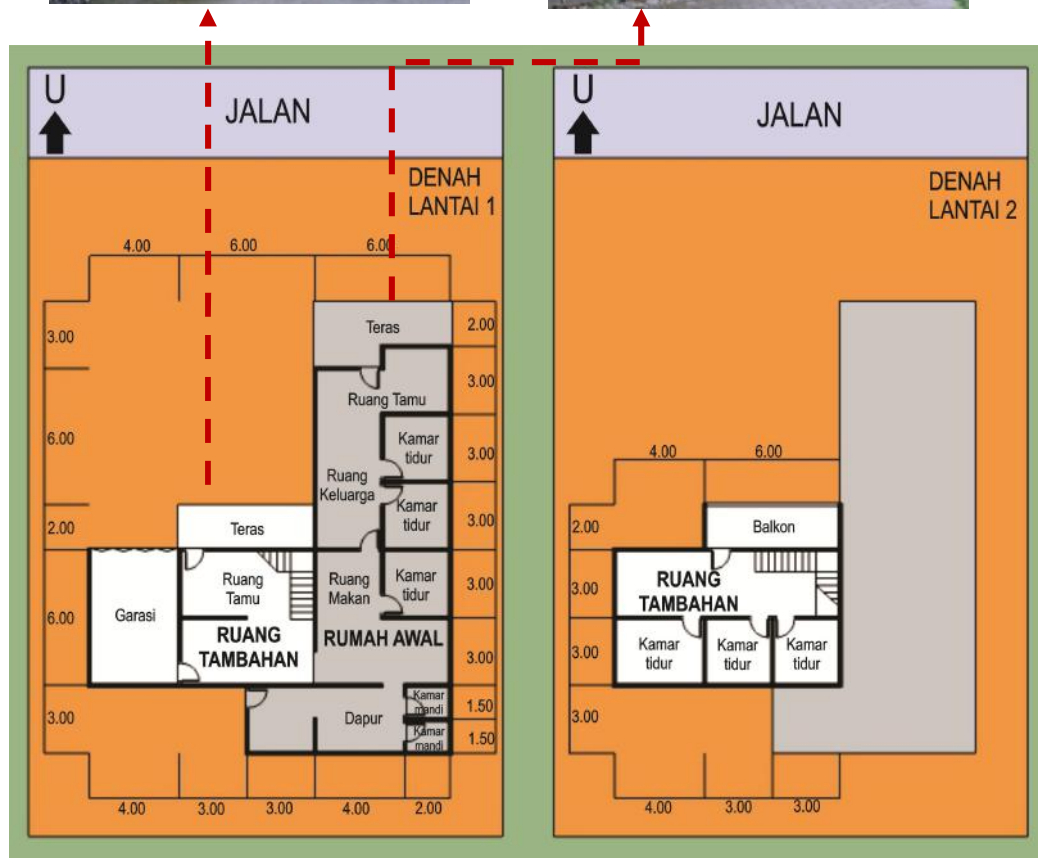 U
JALAN
DENAH
LANTAI 1
4.00
6.00
6.00
3.00
6.00
2.00
6.00
3.00
Teras
Ruang Tamu
Kamar
tidur
Ruang
Keluarga
Kamar
tidur
Teras
Ruang
Tamu
Ruang
Makan
Kamar
tidur
Garasi
RUANG
TAMBAHAN
RUMAH AWAL
Dapur
Kamar
mandi
Kamar
mandi
2.00
3.00
3.00
3.00
3.00
3.00
1.50
1.50
4.00
3.00
3.00
4.00
2.00
U
JALAN
DENAH
LANTAI 2
4.00
6.00
2.00
3.00
3.00
3.00
Balkon
RUANG
TAMBAHAN
Kamar
tidur
Kamar
tidur
Kamar
tidur
4.00
3.00
3.00